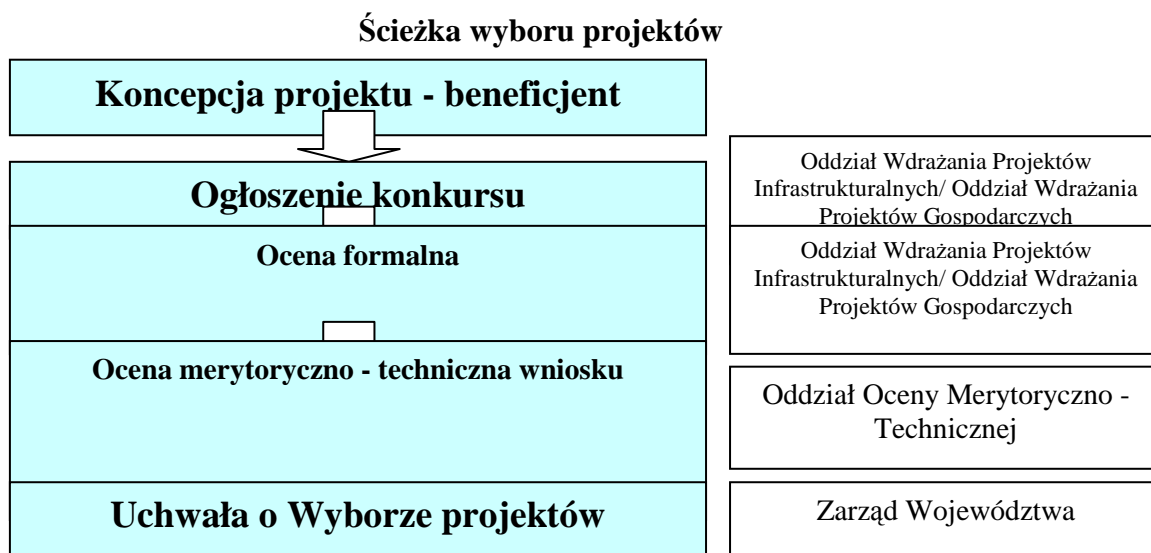 Ścieżka wyboru projektów
Koncepcja projektu - beneficjent
Ogłoszenie konkursu
Oddział Wdrażania Projektów
Infrastrukturalnych/ Oddział Wdrażania
Projektów Gospodarczych
Ocena formalna
Oddział Wdrażania Projektów
Infrastrukturalnych/ Oddział Wdrażania
Projektów Gospodarczych
Ocena merytoryczno - techniczna wniosku
Oddział Oceny Merytoryczno -
Technicznej
Uchwała o Wyborze projektów
Zarząd Województwa